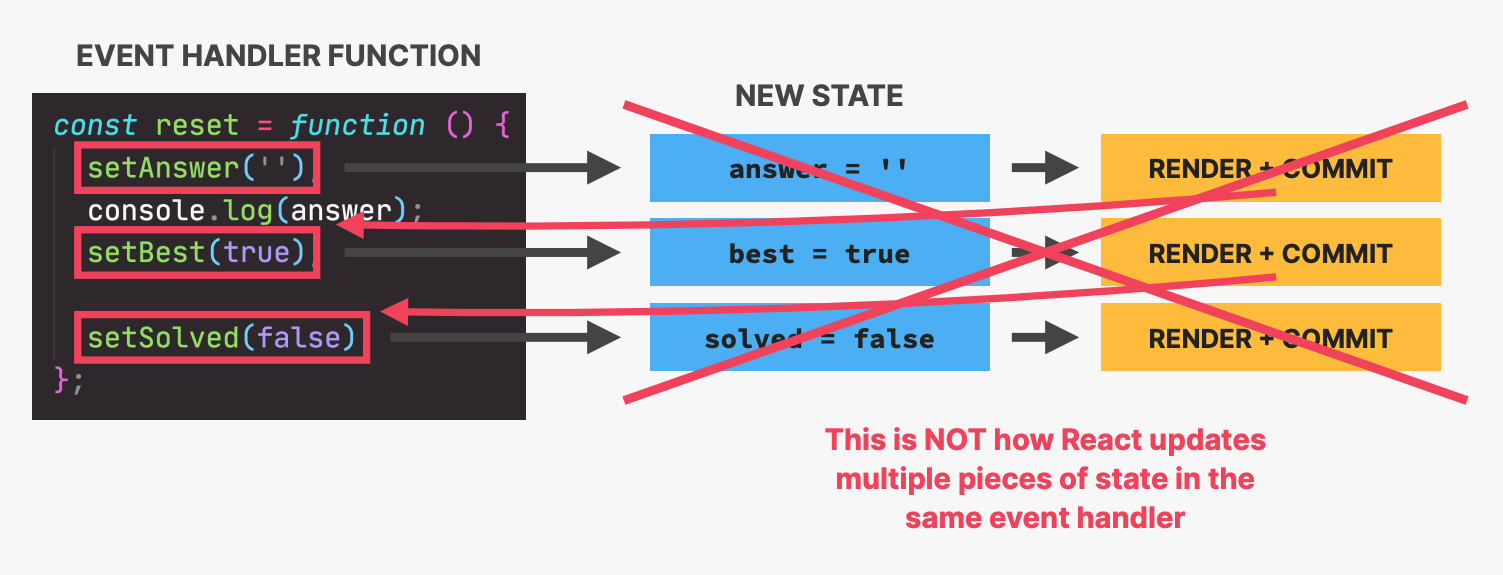 EVENT HANDLER FUNCTION
const reset = function () {
setAnswer('');
console.log(answer);
setBest(true);
setSolved(false)
};
NEW STATE
answer = ''
best = true
solved = false
RENDER + COMMIT
RENDER + COMMIT
RENDER + COMMIT
This is NOT how React updates
multiple pieces of state in the
same event handler